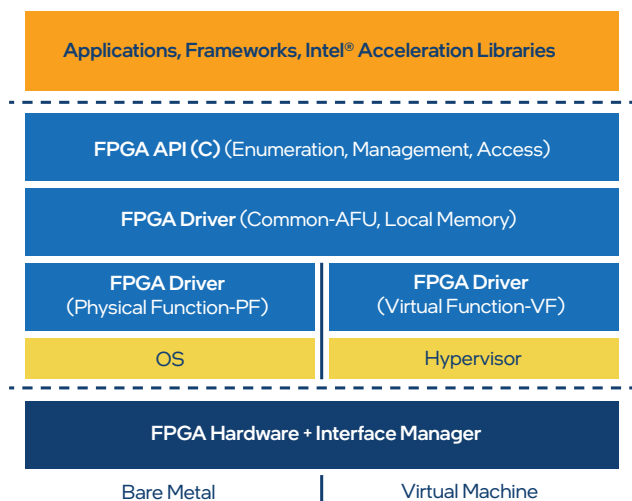 Applications, Frameworks, Intel® Acceleration Libraries
FPGA API (C) (Enumeration, Management, Access)
FPGA Driver (Common-AFU, Local Memory)
FPGA Driver
(Physical Function-PF)
FPGA Driver
(Virtual Function-VF)
OS
Hypervisor
FPGA Hardware + Interface Manager
Bare Metal
Virtual Machine